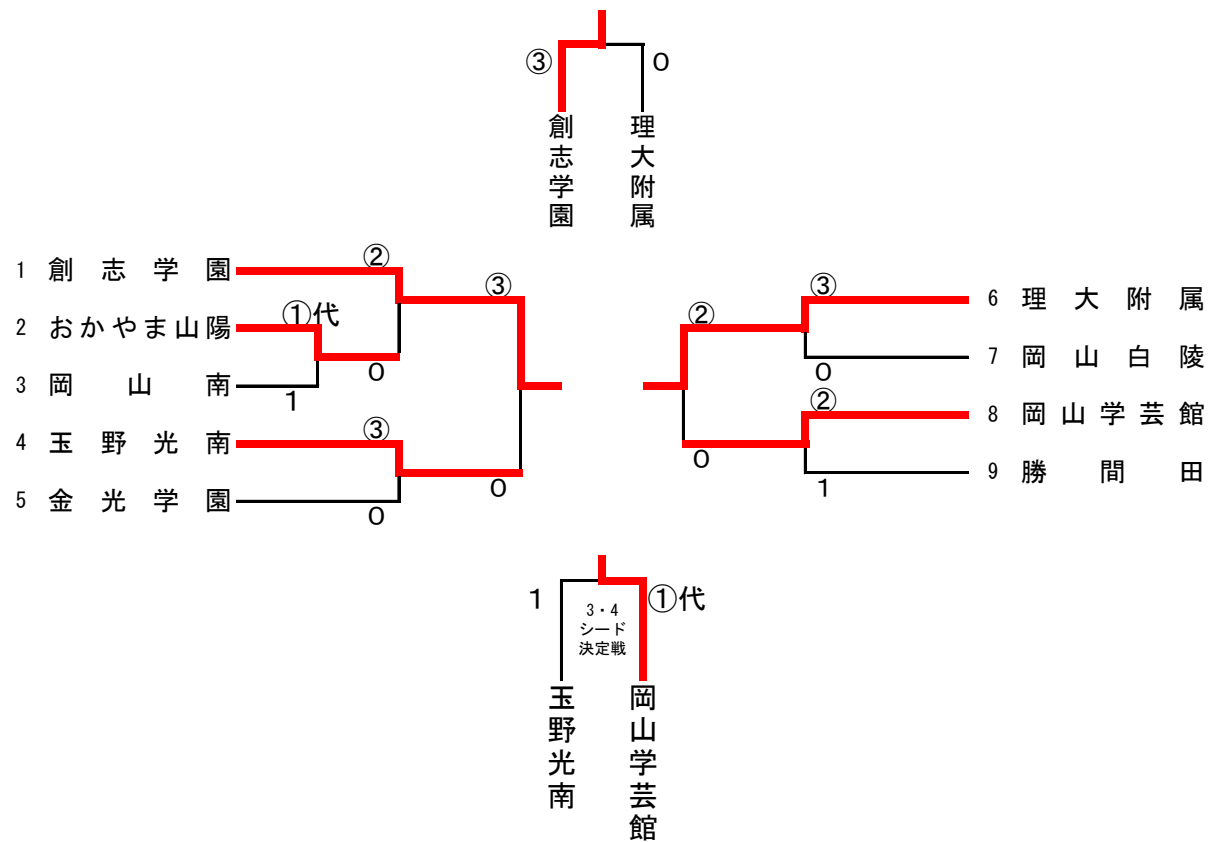 ③ 0
創志学園
理大附属
1 創志学園
2 おかやま山陽
3 岡山南
4 玉野光南
5 金光学園
②
①代
③
0
1
③
0
0
③
②
0
②
0
1
6 理大附属
7 岡山白陵
8 岡山学芸館
9 勝間田
1
①代
3・4
シード
決定戦
玉野光南
岡山学芸館